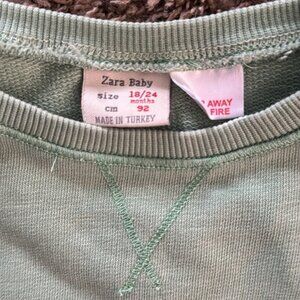 Zara Baby
size 18/24 months
cm 92
MADE IN TURKEY
AWAY
FIRE